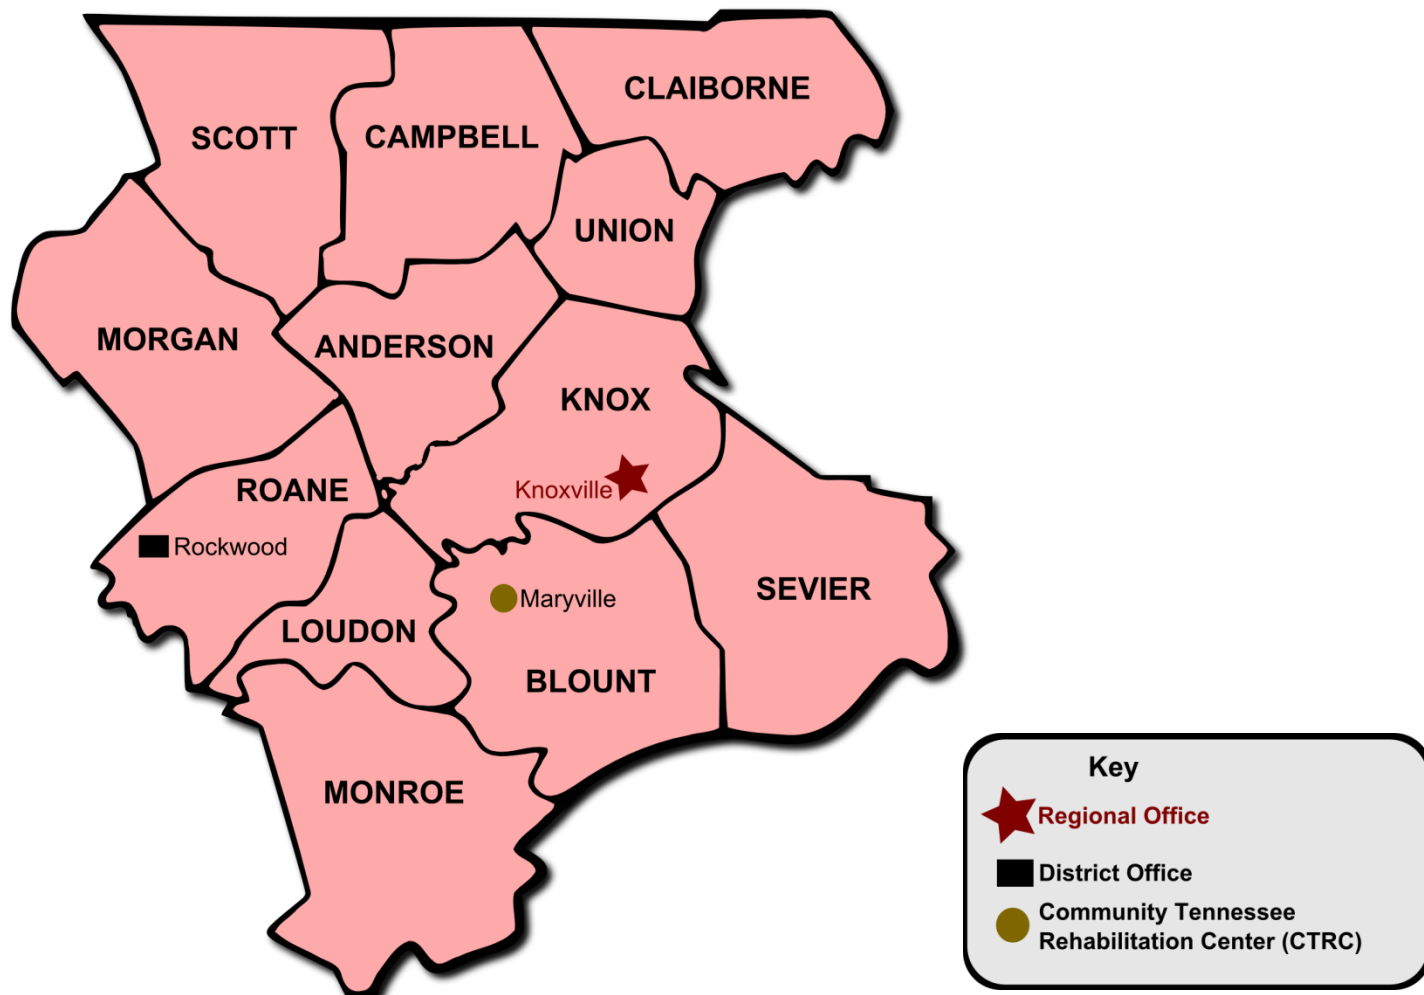 CLAIBORNE
SCOTT
CAMPBELL
UNION
MORGAN
ANDERSON
KNOX
Knoxville
ROANE
Rockwood
SEVIER
Maryville
LOUDON
BLOUNT
MONROE
Key
Regional Office
District Office
Community Tennessee
Rehabilitation Center (CTRC)